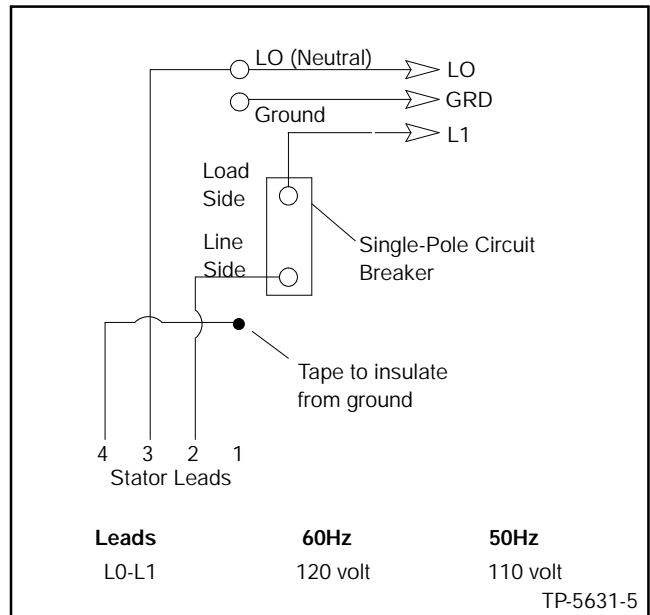 LO (Neutral)
LO
GRD
Ground
L1
Load
Side
Line
Side
Single-Pole Circuit
Breaker
Tape to insulate
from ground
4 3 2 1
Stator Leads
Leads 60Hz 50Hz
L0-L1 120 volt 110 volt
TP-5631-5